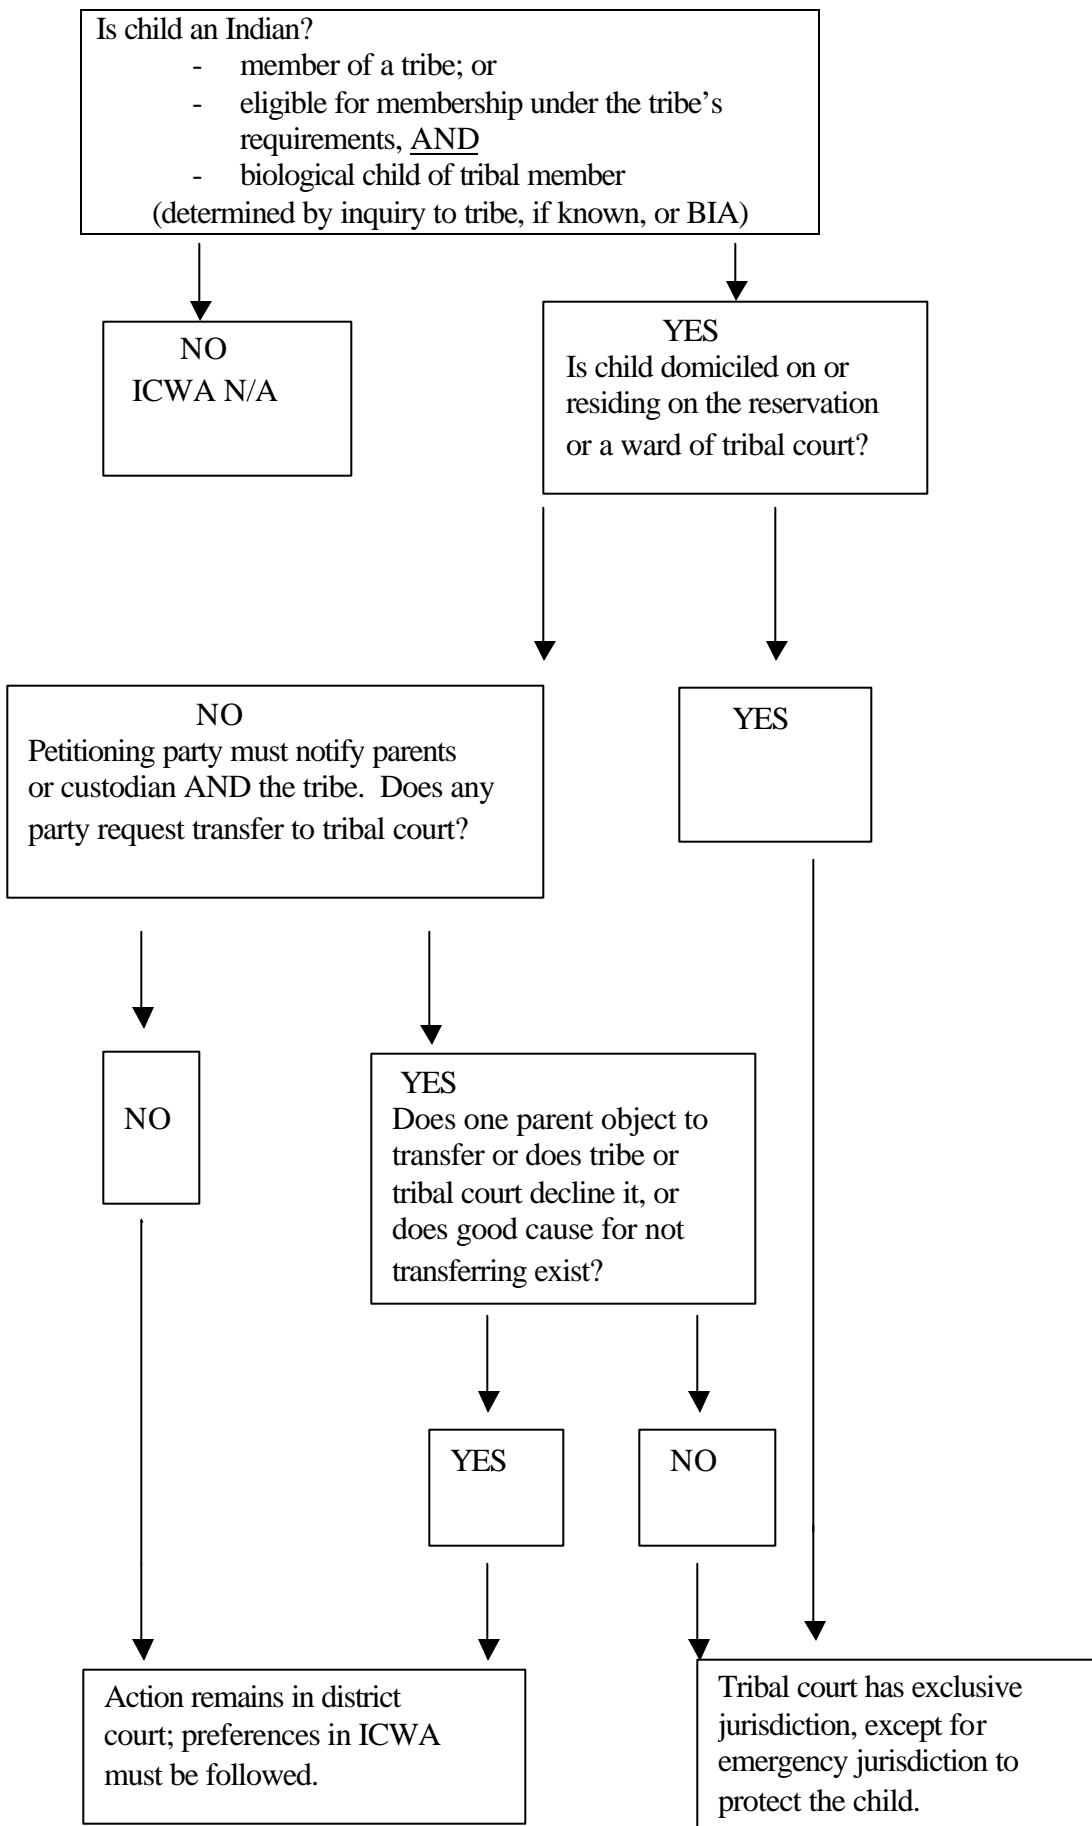 Is child an Indian?
- member of a tribe; or
- eligible for membership under the tribe’s
requirements, AND
- biological child of tribal member
(determined by inquiry to tribe, if known, or BIA)
NO
ICWA N/A
YES
Is child domiciled on or
residing on the reservation
or a ward of tribal court?
NO
Petitioning party must notify parents
or custodian AND the tribe. Does any
party request transfer to tribal court?
YES
NO
YES
Does one parent object to
transfer or does tribe or
tribal court decline it, or
does good cause for not
transferring exist?
YES
NO
Action remains in district
court; preferences in ICWA
must be followed.
Tribal court has exclusive
jurisdiction, except for
emergency jurisdiction to
protect the child.